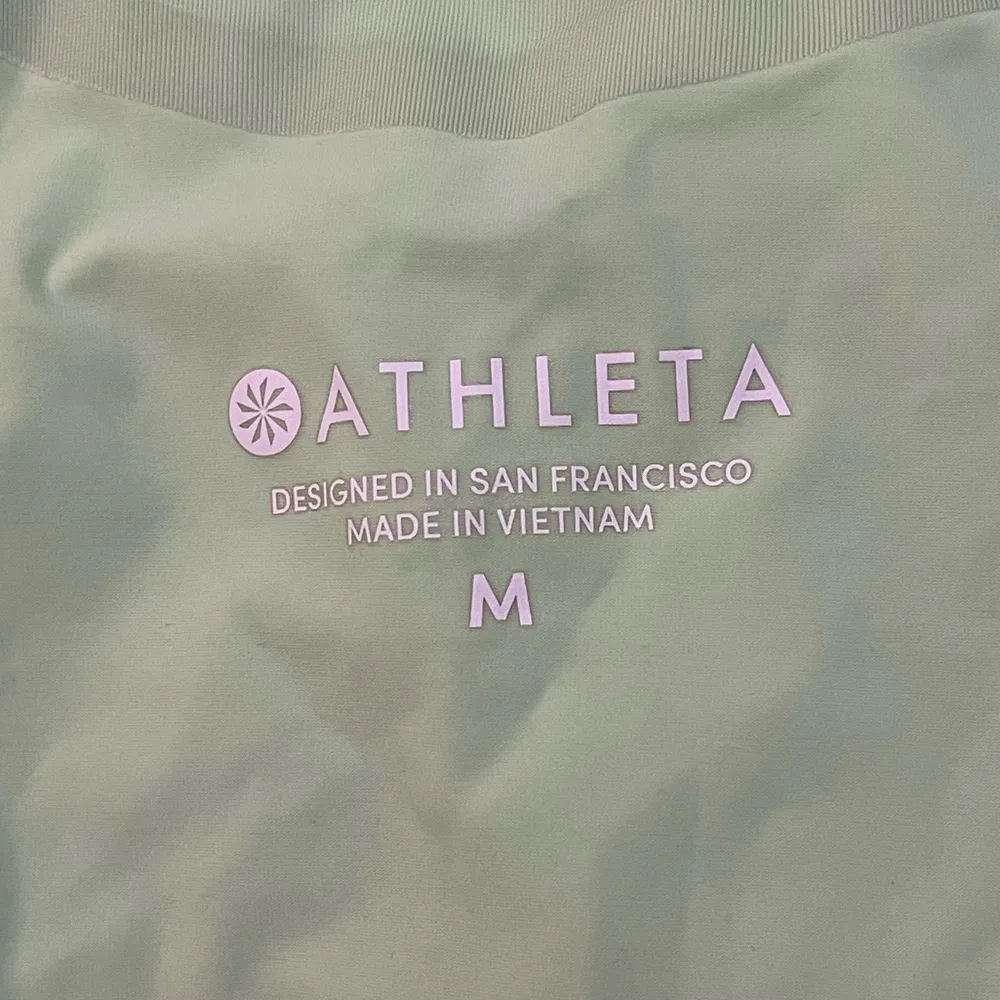 ATHLETA
DESIGNED IN SAN FRANCISCO
MADE IN VIETNAM
M